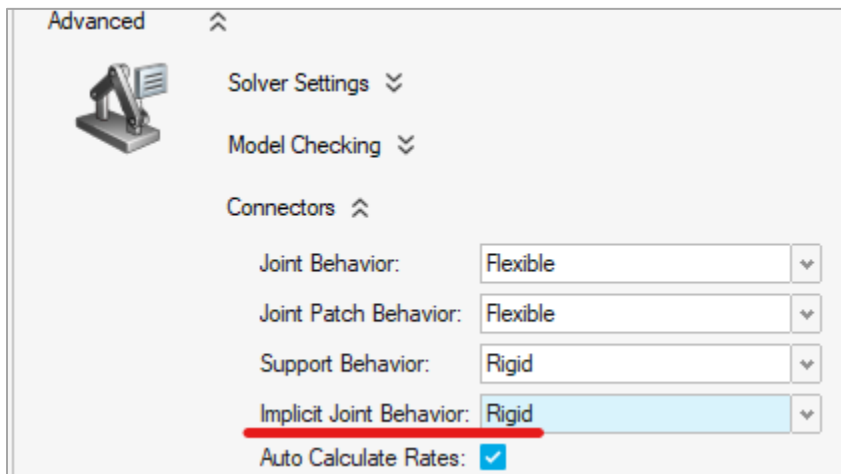 Advanced
Solver Settings
Model Checking
Connectors
Joint Behavior: Flexible
Joint Patch Behavior: Flexible
Support Behavior: Rigid
Implicit Joint Behavior: Rigid
Auto Calculate Rates: